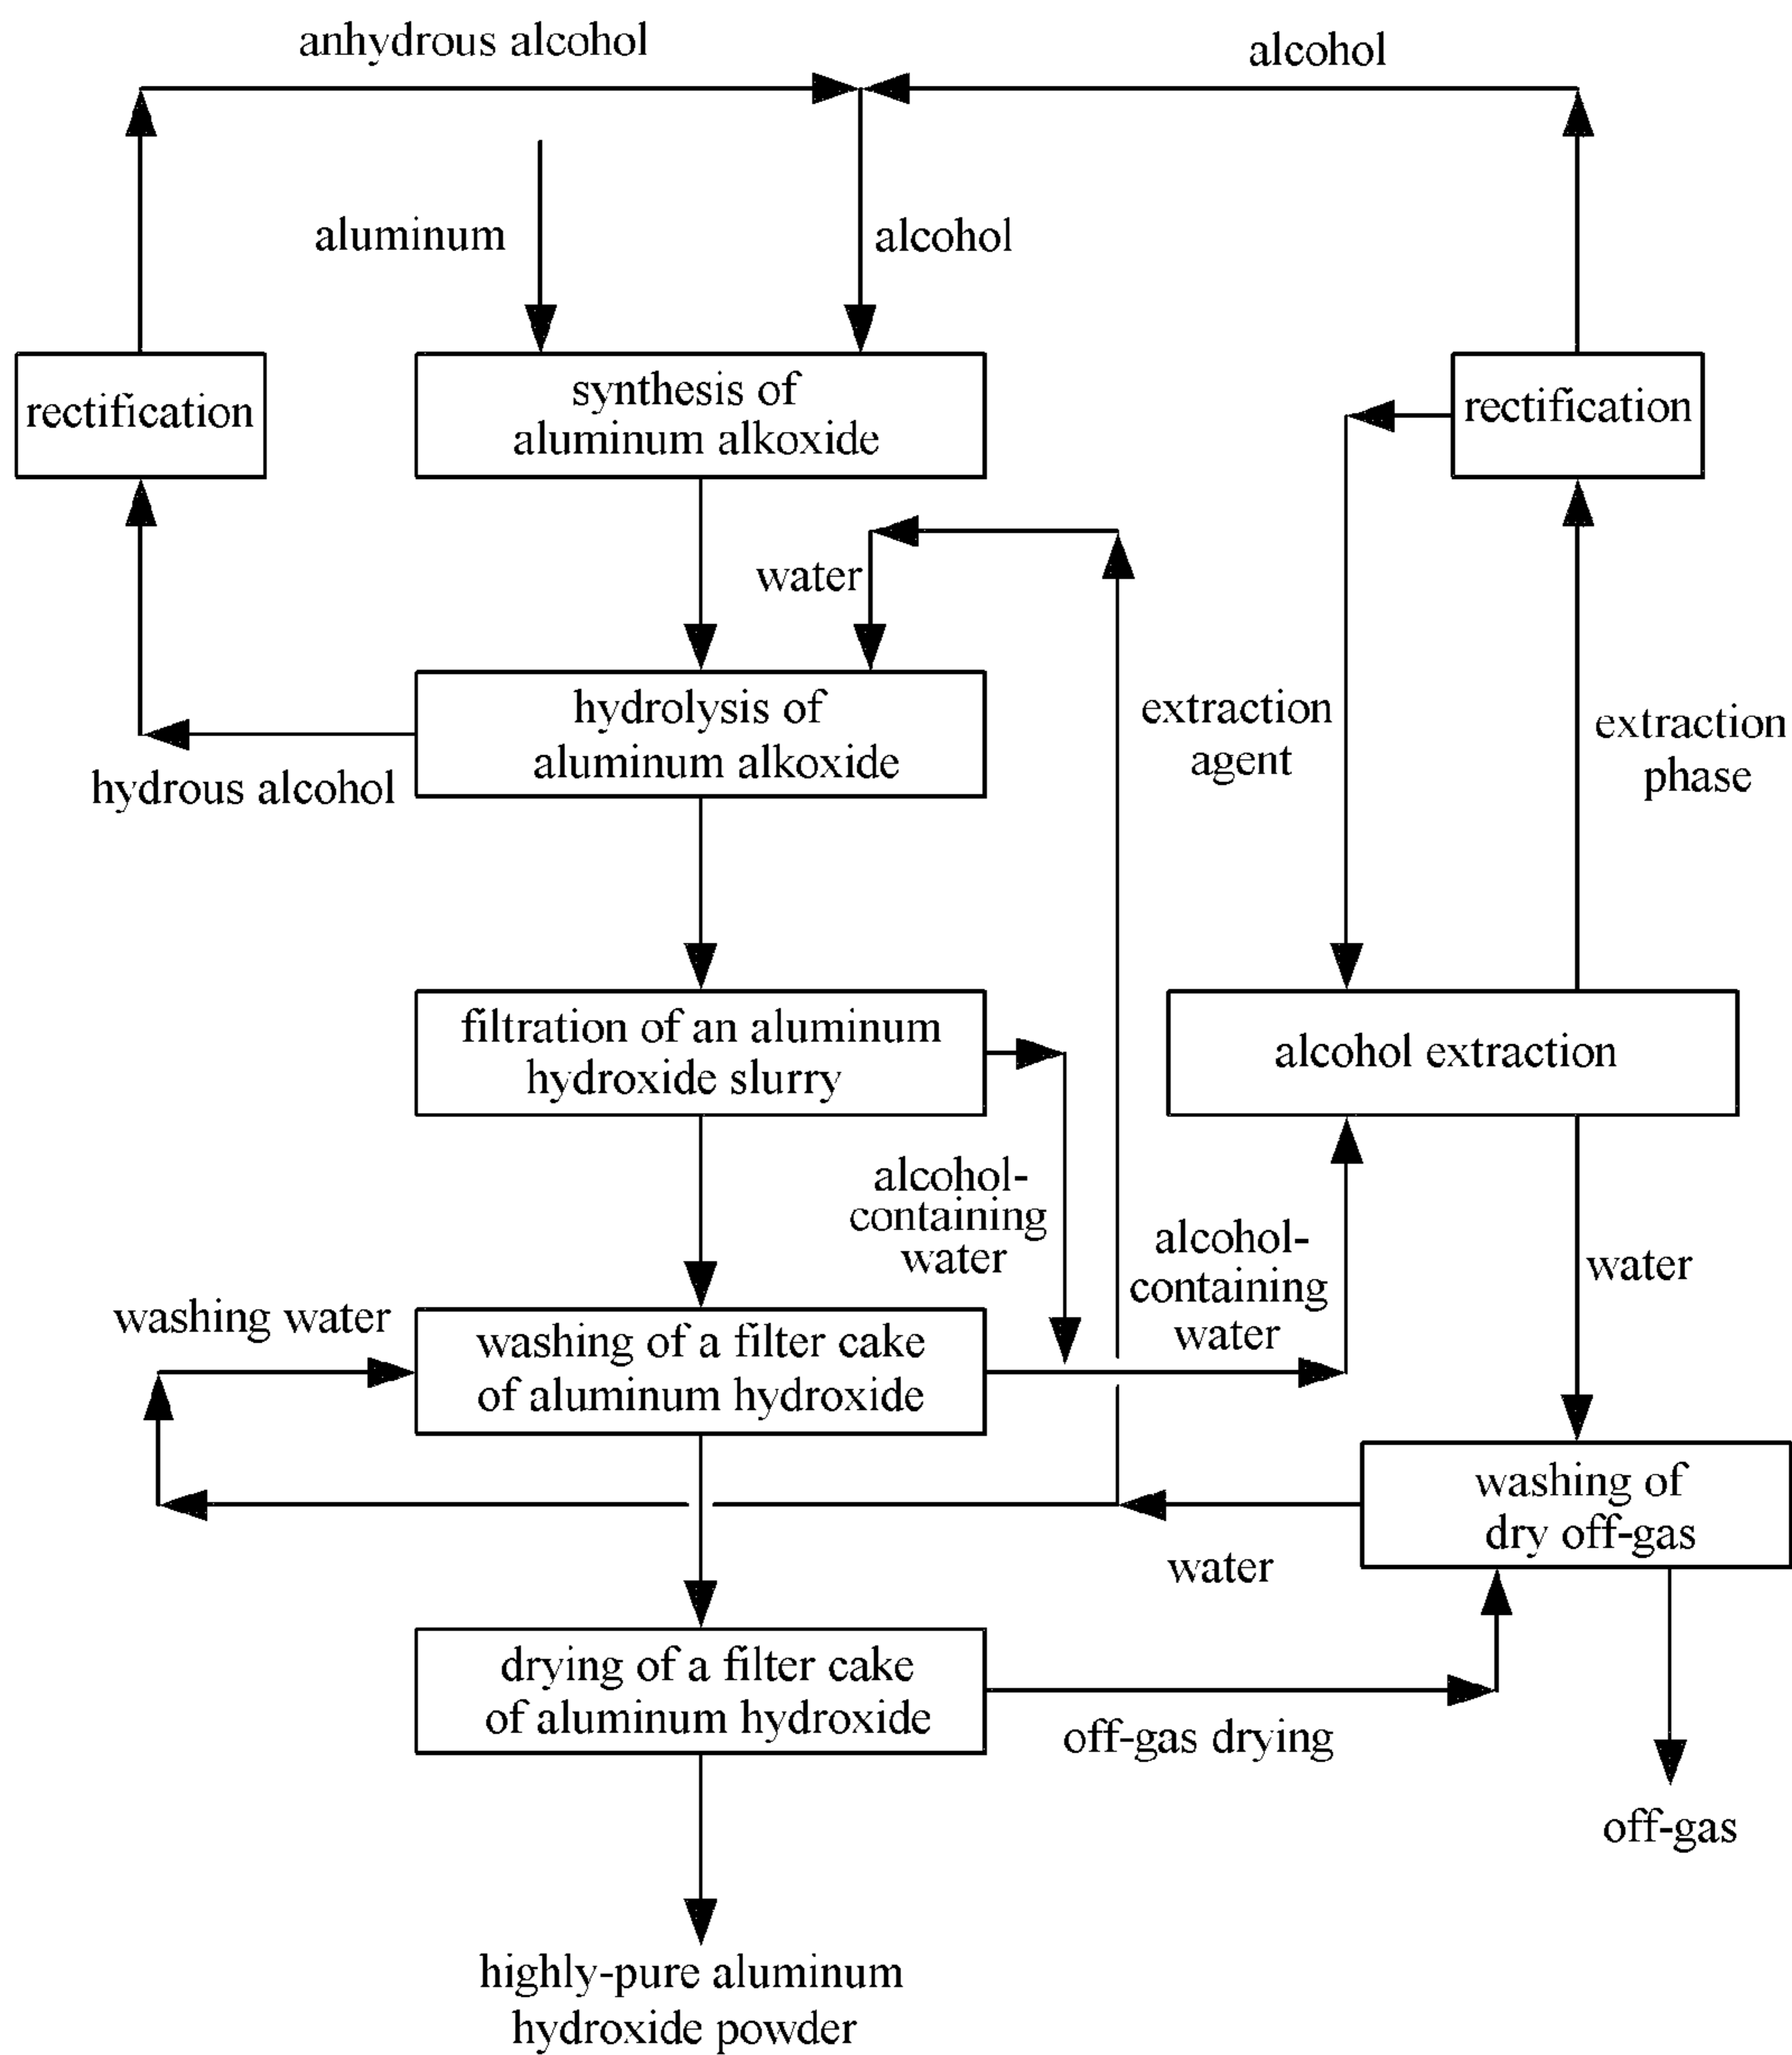 anhydrous alcohol
alcohol
aluminum
alcohol
rectification
synthesis of
aluminum alkoxide
rectification
water
hydrolysis of
aluminum alkoxide
hydrous alcohol
extraction
agent
extraction
phase
filtration of an aluminum
hydroxide slurry
alcohol extraction
alcohol-
containing
water
alcohol-
containing
water
water
washing water
washing of a filter cake
of aluminum hydroxide
washing of
dry off-gas
water
drying of a filter cake
of aluminum hydroxide
off-gas drying
off-gas
highly-pure aluminum
hydroxide powder